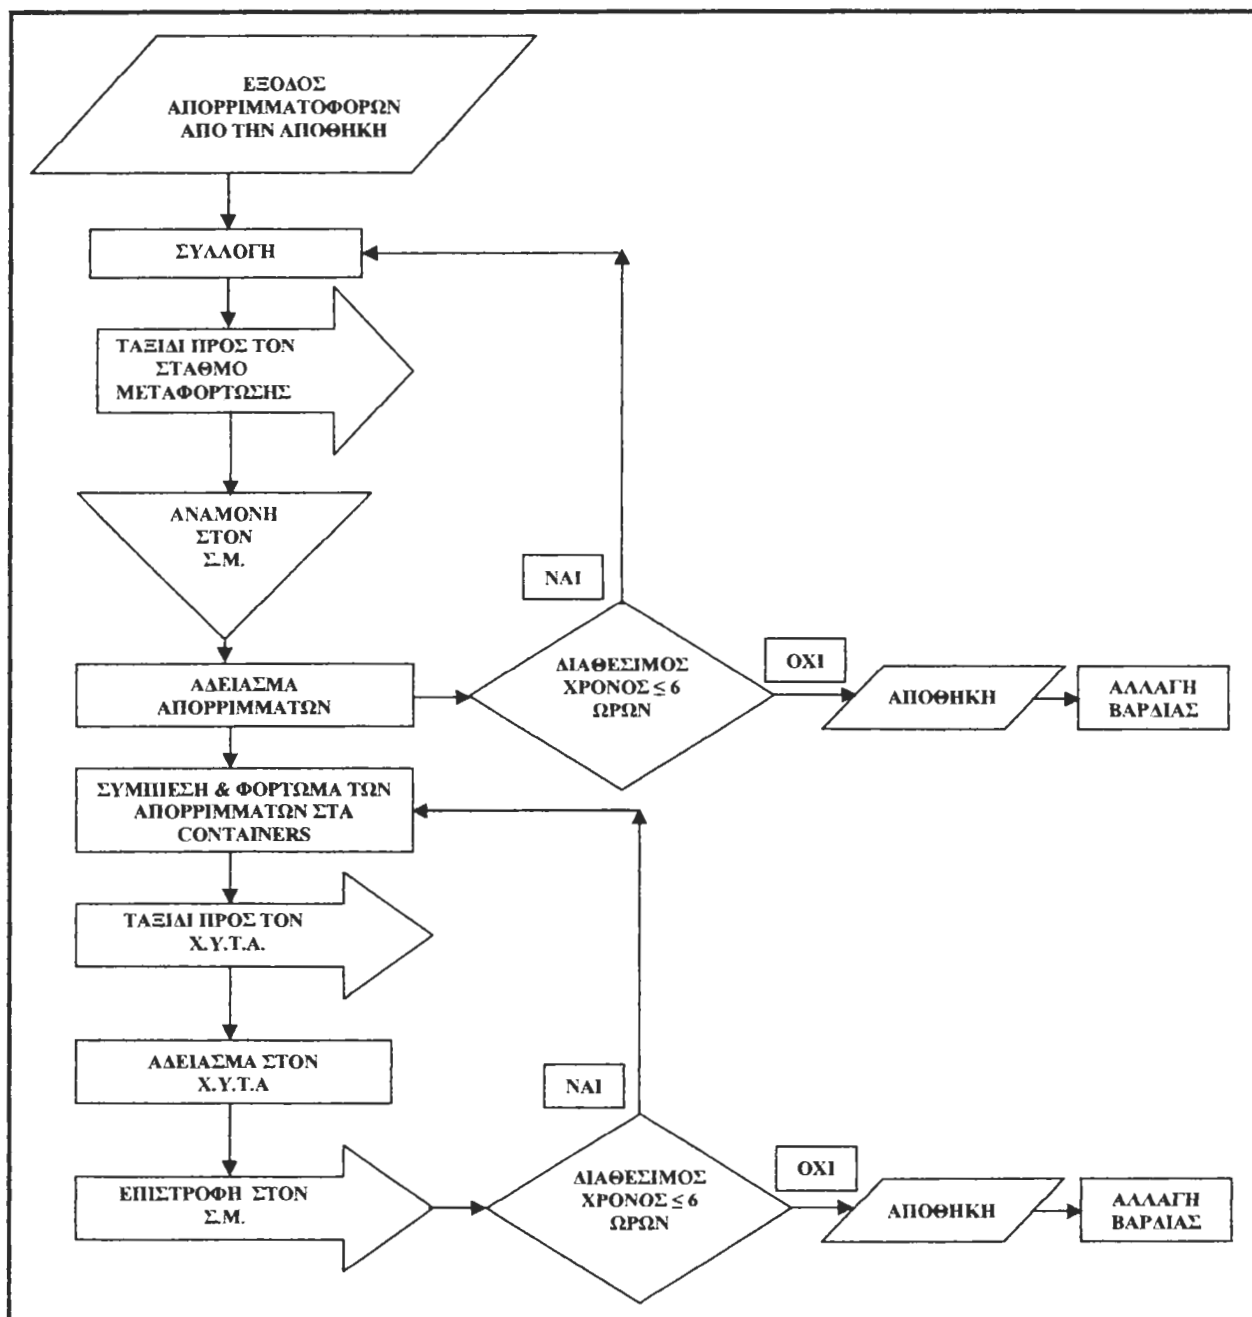 ΕΞΟΔΟΣ
ΑΠΟΡΡΙΜΜΑΤΟΦΟΡΩΝ
ΑΠΟ ΤΗΝ ΑΠΟΘΗΚΗ
ΣΥΛΛΟΓΗ
ΤΑΞΙΔΙ ΠΡΟΣ ΤΟΝ
ΣΤΑΘΜΟ
ΜΕΤΑΦΟΡΤΩΣΗΣ
ΑΝΑΜΟΝΗ
ΣΤΟΝ
Σ.Μ.
ΝΑΙ
ΑΔΕΙΑΣΜΑ
ΑΠΟΡΡΙΜΜΑΤΩΝ
ΔΙΑΘΕΣΙΜΟΣ
ΧΡΟΝΟΣ ≤ 6
ΩΡΩΝ
ΟΧΙ
ΑΠΟΘΗΚΗ
ΑΛΛΑΓΗ
ΒΑΡΔΙΑΣ
ΣΥΜΠΙΕΣΗ & ΦΟΡΤΩΜΑ ΤΩΝ
ΑΠΟΡΡΙΜΜΑΤΩΝ ΣΤΑ
CONTAINERS
ΤΑΞΙΔΙ ΠΡΟΣ ΤΟΝ
Χ.Υ.Τ.Α.
ΑΔΕΙΑΣΜΑ ΣΤΟΝ
Χ.Υ.Τ.Α
ΝΑΙ
ΕΠΙΣΤΡΟΦΗ ΣΤΟΝ
Σ.Μ.
ΔΙΑΘΕΣΙΜΟΣ
ΧΡΟΝΟΣ ≤ 6
ΩΡΩΝ
ΟΧΙ
ΑΠΟΘΗΚΗ
ΑΛΛΑΓΗ
ΒΑΡΔΙΑΣ